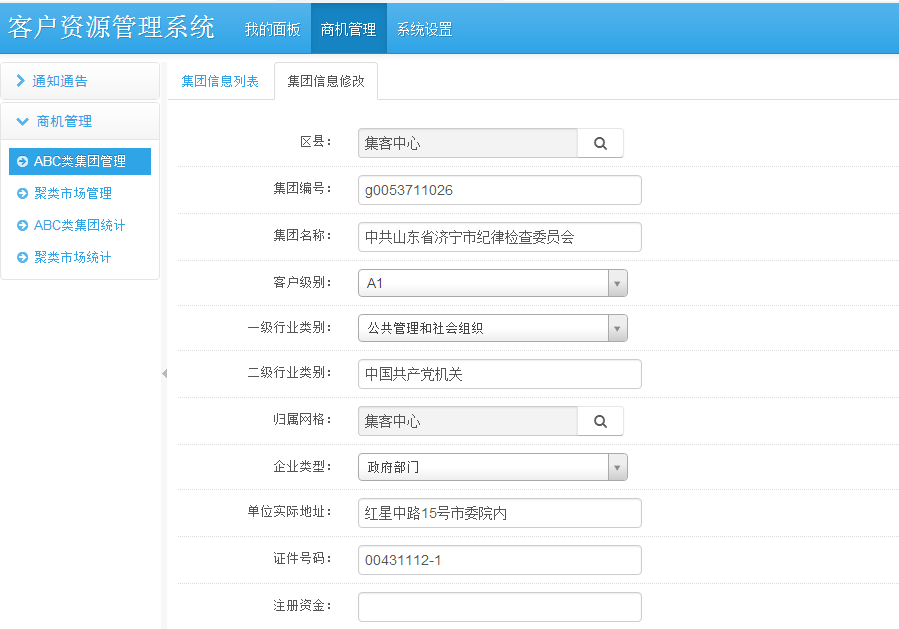 客户资源管理系统 我的面板 商机管理 系统设置
通知通告
商机管理
ABC类集团管理
聚类市场管理
ABC类集团统计
聚类市场统计
集团信息列表 集团信息修改
区县： 集客中心
集团编号： g0053711026
集团名称： 中共山东省济宁市纪律检查委员会
客户级别： A1
一级行业类别： 公共管理和社会组织
二级行业类别： 中国共产党机关
归属网格： 集客中心
企业类型： 政府部门
单位实际地址： 红星中路15号市委院内
证件号码： 00431112-1
注册资金：